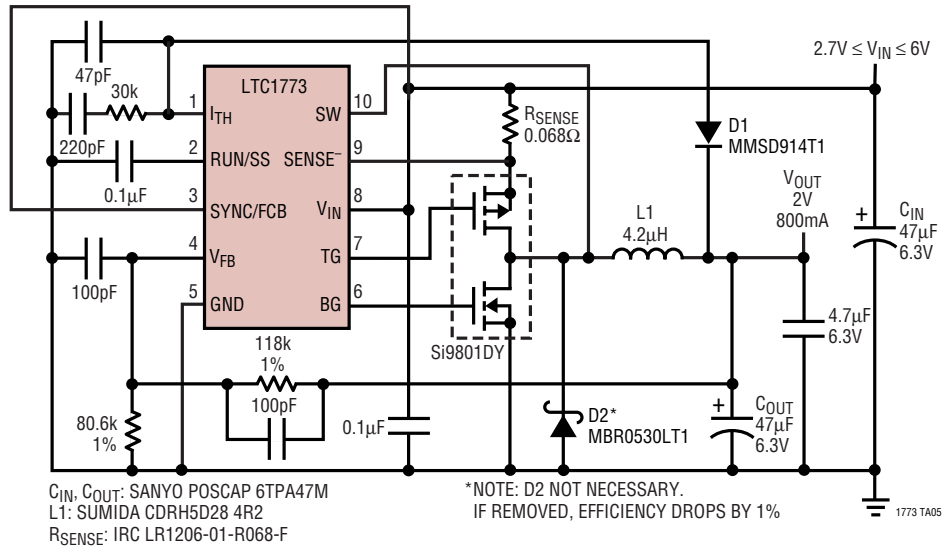 47pF
30k
220pF
0.1µF
100pF
LTC1773
1 I_TH SW 10
2 RUN/SS SENSE⁻ 9
3 SYNC/FCB V_IN 8
4 V_FB TG 7
5 GND BG 6
R_SENSE
0.068Ω
Si9801DY
D1
MMSD914T1
2.7V ≤ V_IN ≤ 6V
V_OUT
2V
800mA
L1
4.2µH
+
C_IN
47µF
6.3V
4.7µF
6.3V
118k
1%
100pF
80.6k
1%
0.1µF
D2*
MBR0530LT1
+
C_OUT
47µF
6.3V
C_IN, C_OUT: SANYO POSCAP 6TPA47M
L1: SUMIDA CDRH5D28 4R2
R_SENSE: IRC LR1206-01-R068-F
*NOTE: D2 NOT NECESSARY.
IF REMOVED, EFFICIENCY DROPS BY 1%
1773 TA05